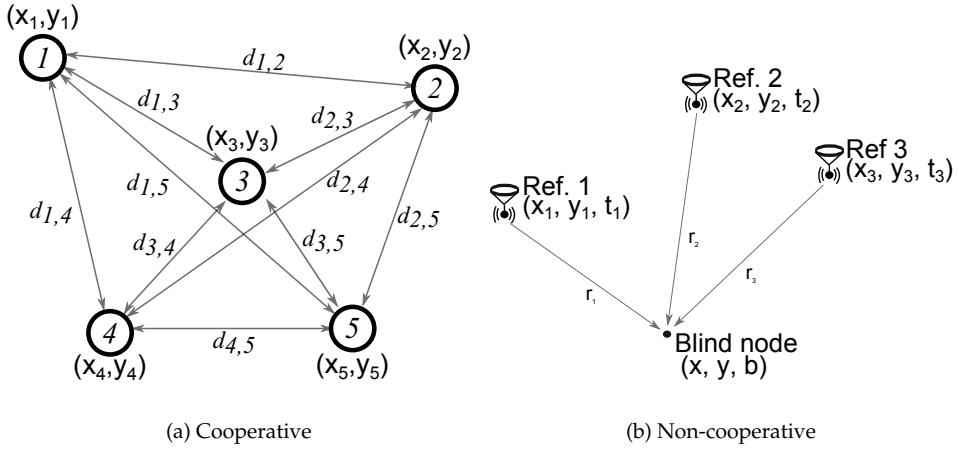 (x1,y1)
1
d1,2
(x2,y2)
2
d1,3
d2,3
(x3,y3)
3
d1,5
d2,4
d1,4
d2,5
d3,4
d3,5
4
d4,5
5
(x4,y4)
(x5,y5)
(a) Cooperative
Ref. 2
(x2, y2, t2)
Ref 3
(x3, y3, t3)
Ref. 1
(x1, y1, t1)
r2
r1
r3
Blind node
(x, y, b)
(b) Non-cooperative